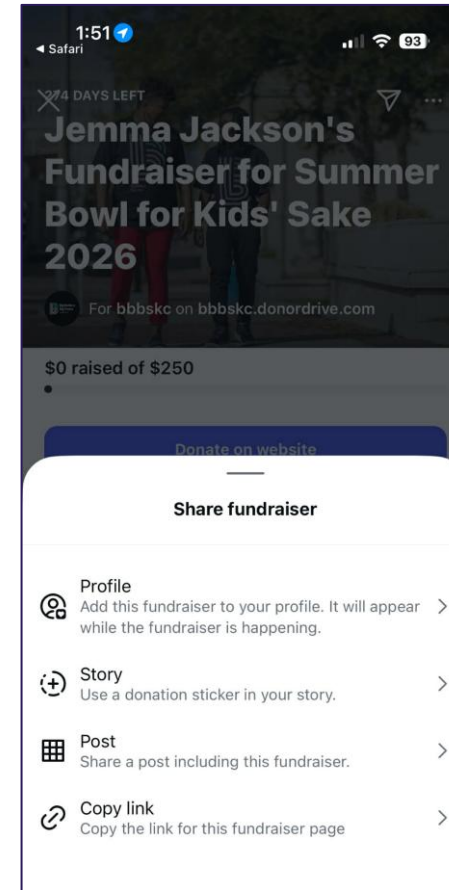 1:51
93
◀ Safari
274 DAYS LEFT
Jemma Jackson's
Fundraiser for Summer
Bowl for Kids' Sake
2026
For bbbskc on bbbskc.donordrive.com
$0 raised of $250
Donate on website
Share fundraiser
Profile
Add this fundraiser to your profile. It will appear
while the fundraiser is happening.
Story
Use a donation sticker in your story.
Post
Share a post including this fundraiser.
Copy link
Copy the link for this fundraiser page